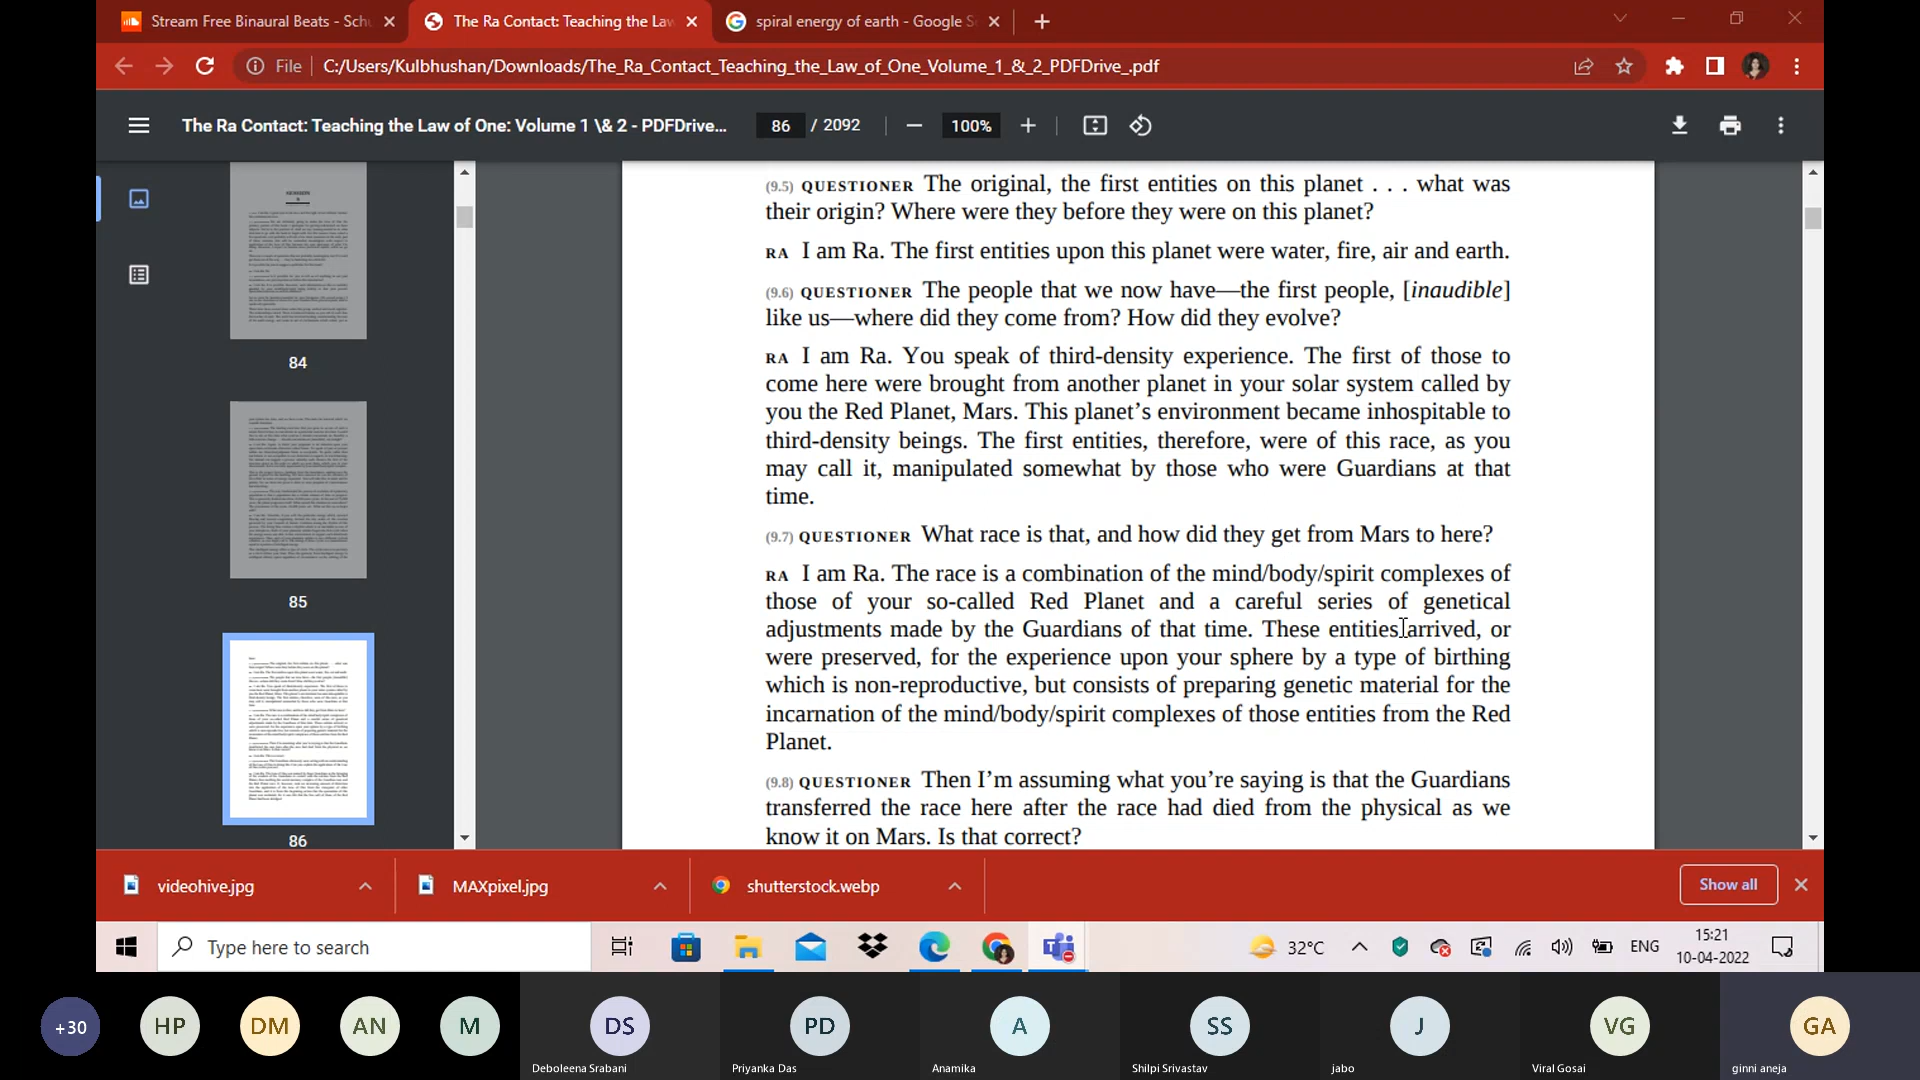 Stream Free Binaural Beats - Sch
The Ra Contact: Teaching the Law
spiral energy of earth - Google S
File
C:/Users/Kulbhushan/Downloads/The_Ra_Contact_Teaching_the_Law_of_One_Volume_1_&_2_PDFDrive_.pdf
The Ra Contact: Teaching the Law of One: Volume 1 \& 2 - PDFDrive...
86 / 2092
100%
84
85
86
(9.5) QUESTIONER The original, the first entities on this planet . . . what was
their origin? Where were they before they were on this planet?
RA I am Ra. The first entities upon this planet were water, fire, air and earth.
(9.6) QUESTIONER The people that we now have—the first people, [inaudible]
like us—where did they come from? How did they evolve?
RA I am Ra. You speak of third-density experience. The first of those to
come here were brought from another planet in your solar system called by
you the Red Planet, Mars. This planet’s environment became inhospitable to
third-density beings. The first entities, therefore, were of this race, as you
may call it, manipulated somewhat by those who were Guardians at that
time.
(9.7) QUESTIONER What race is that, and how did they get from Mars to here?
RA I am Ra. The race is a combination of the mind/body/spirit complexes of
those of your so-called Red Planet and a careful series of genetical
adjustments made by the Guardians of that time. These entities arrived, or
were preserved, for the experience upon your sphere by a type of birthing
which is non-reproductive, but consists of preparing genetic material for the
incarnation of the mind/body/spirit complexes of those entities from the Red
Planet.
(9.8) QUESTIONER Then I’m assuming what you’re saying is that the Guardians
transferred the race here after the race had died from the physical as we
know it on Mars. Is that correct?
videohive.jpg
MAXpixel.jpg
shutterstock.webp
Show all
Type here to search
32°C
ENG
15:21
10-04-2022
+30
HP
DM
AN
M
DS
PD
A
SS
J
VG
GA
Deboleena Srabani
Priyanka Das
Anamika
Shilpi Srivastav
jabo
Viral Gosai
ginni aneja